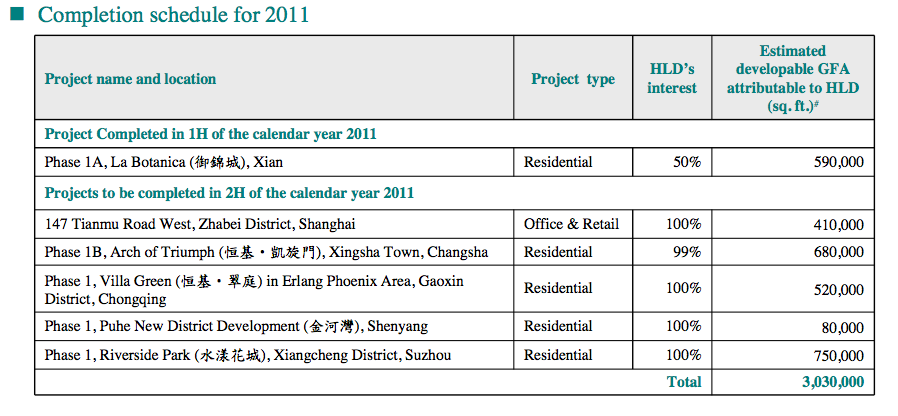 ■ Completion schedule for 2011
Project name and location Project type HLD’s interest Estimated developable GFA attributable to HLD (sq. ft.)#
Project Completed in 1H of the calendar year 2011
Phase 1A, La Botanica (御錦城), Xian Residential 50% 590,000
Projects to be completed in 2H of the calendar year 2011
147 Tianmu Road West, Zhabei District, Shanghai Office & Retail 100% 410,000
Phase 1B, Arch of Triumph (恒基·凱旋門), Xingsha Town, Changsha Residential 99% 680,000
Phase 1, Villa Green (恒基·翠庭) in Erlang Phoenix Area, Gaoxin District, Chongqing Residential 100% 520,000
Phase 1, Puhe New District Development (金河灣), Shenyang Residential 100% 80,000
Phase 1, Riverside Park (水漾花城), Xiangcheng District, Suzhou Residential 100% 750,000
Total 3,030,000